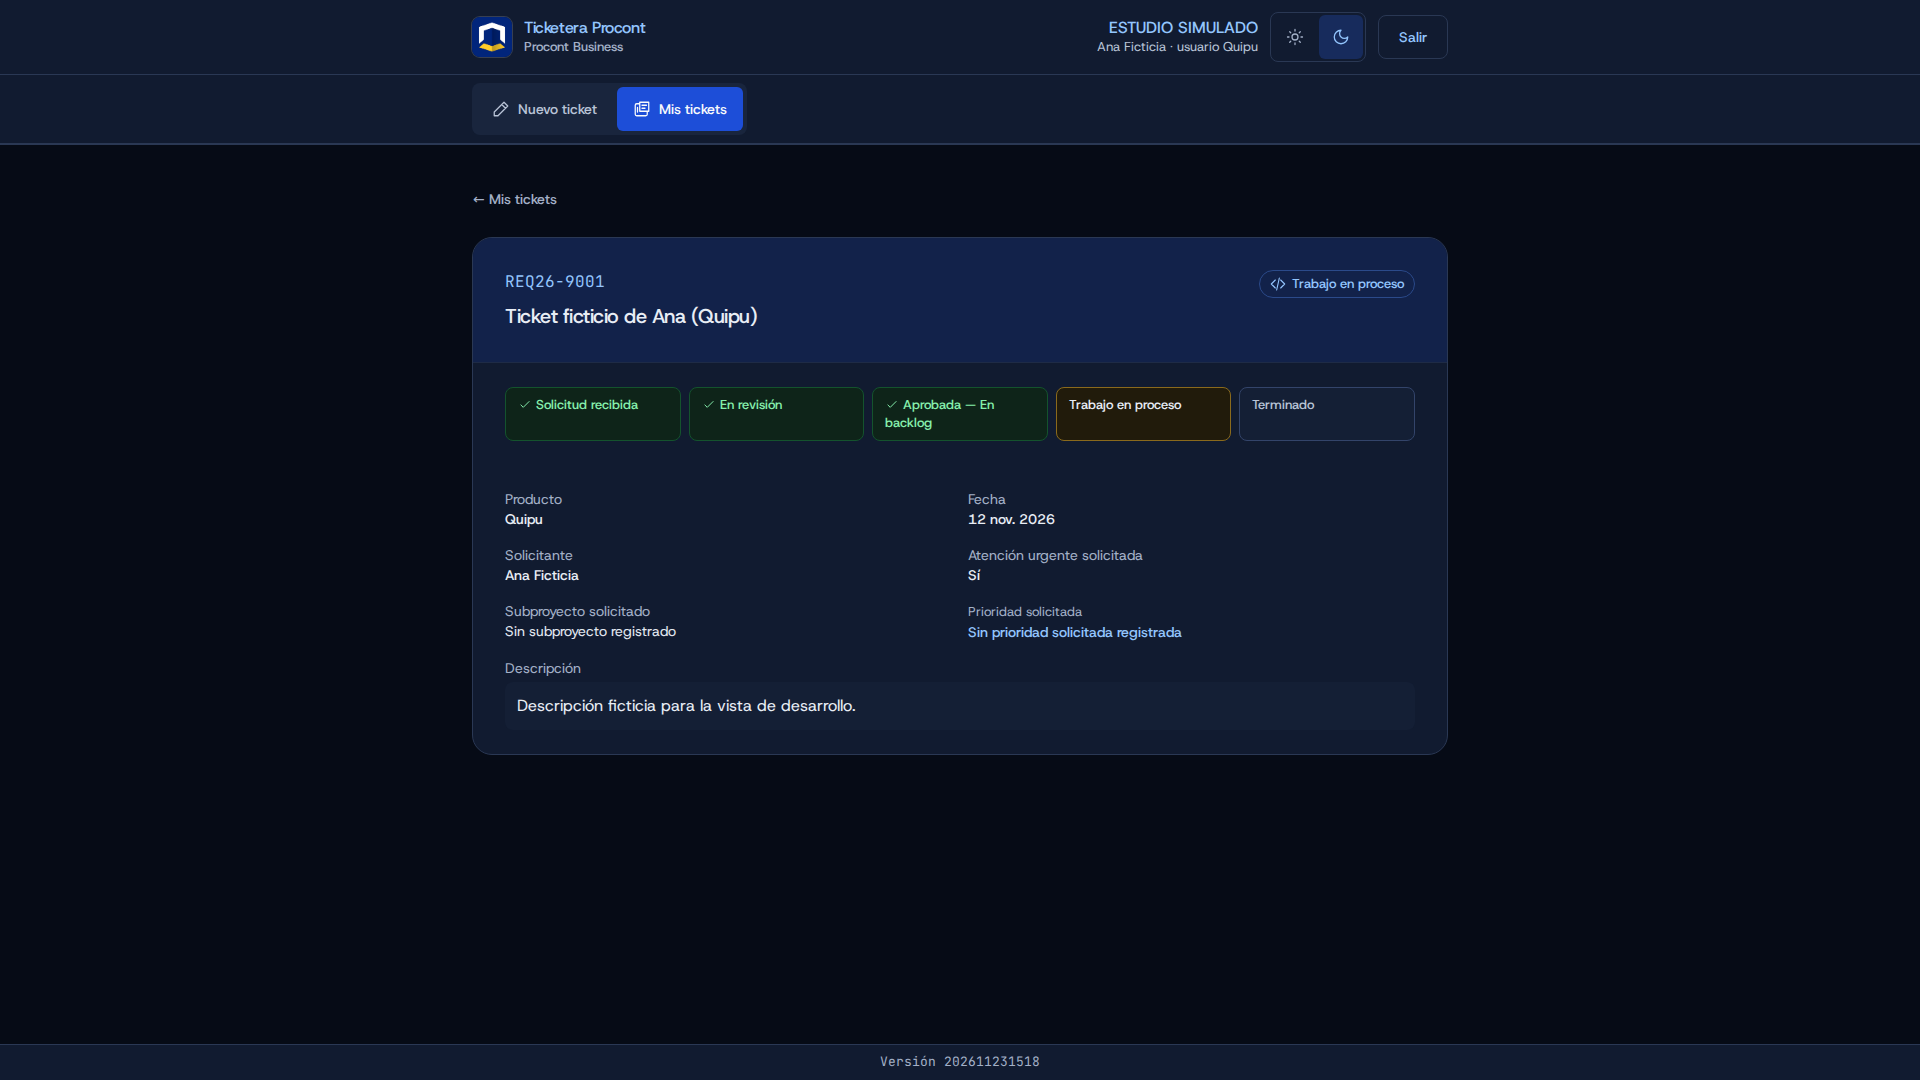 Ticketera Procont
Procont Business
ESTUDIO SIMULADO
Ana Ficticia · usuario Quipu
Salir
Nuevo ticket
Mis tickets
← Mis tickets
REQ26-9001
Trabajo en proceso
Ticket ficticio de Ana (Quipu)
Solicitud recibida
En revisión
Aprobada — En
backlog
Trabajo en proceso
Terminado
Producto
Quipu
Fecha
12 nov. 2026
Solicitante
Ana Ficticia
Atención urgente solicitada
Sí
Subproyecto solicitado
Sin subproyecto registrado
Prioridad solicitada
Sin prioridad solicitada registrada
Descripción
Descripción ficticia para la vista de desarrollo.
Versión 202611231518